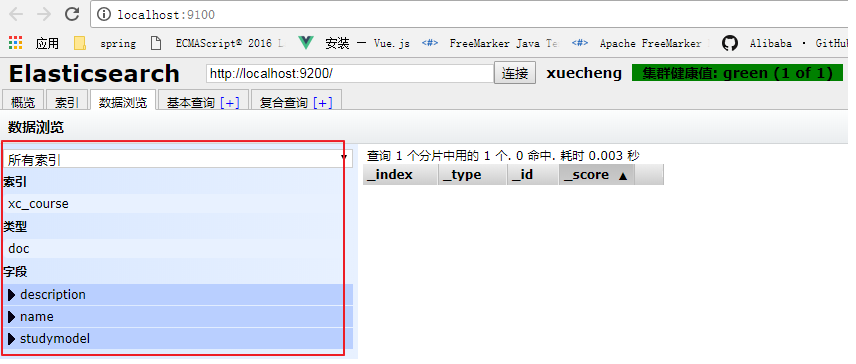 localhost:9100
应用 spring ECMAScript® 2016 安装 — Vue.js FreeMarker Java Te Apache FreeMarker Alibaba · GitHub
Elasticsearch http://localhost:9200/ 连接 xuecheng 集群健康值: green (1 of 1)
概览 索引 数据浏览 基本查询 [+] 复合查询 [+]
数据浏览
所有索引
索引
xc_course
类型
doc
字段
description
name
studymodel
查询 1 个分片中用的 1 个. 0 命中. 耗时 0.003 秒
_index _type _id _score ▲